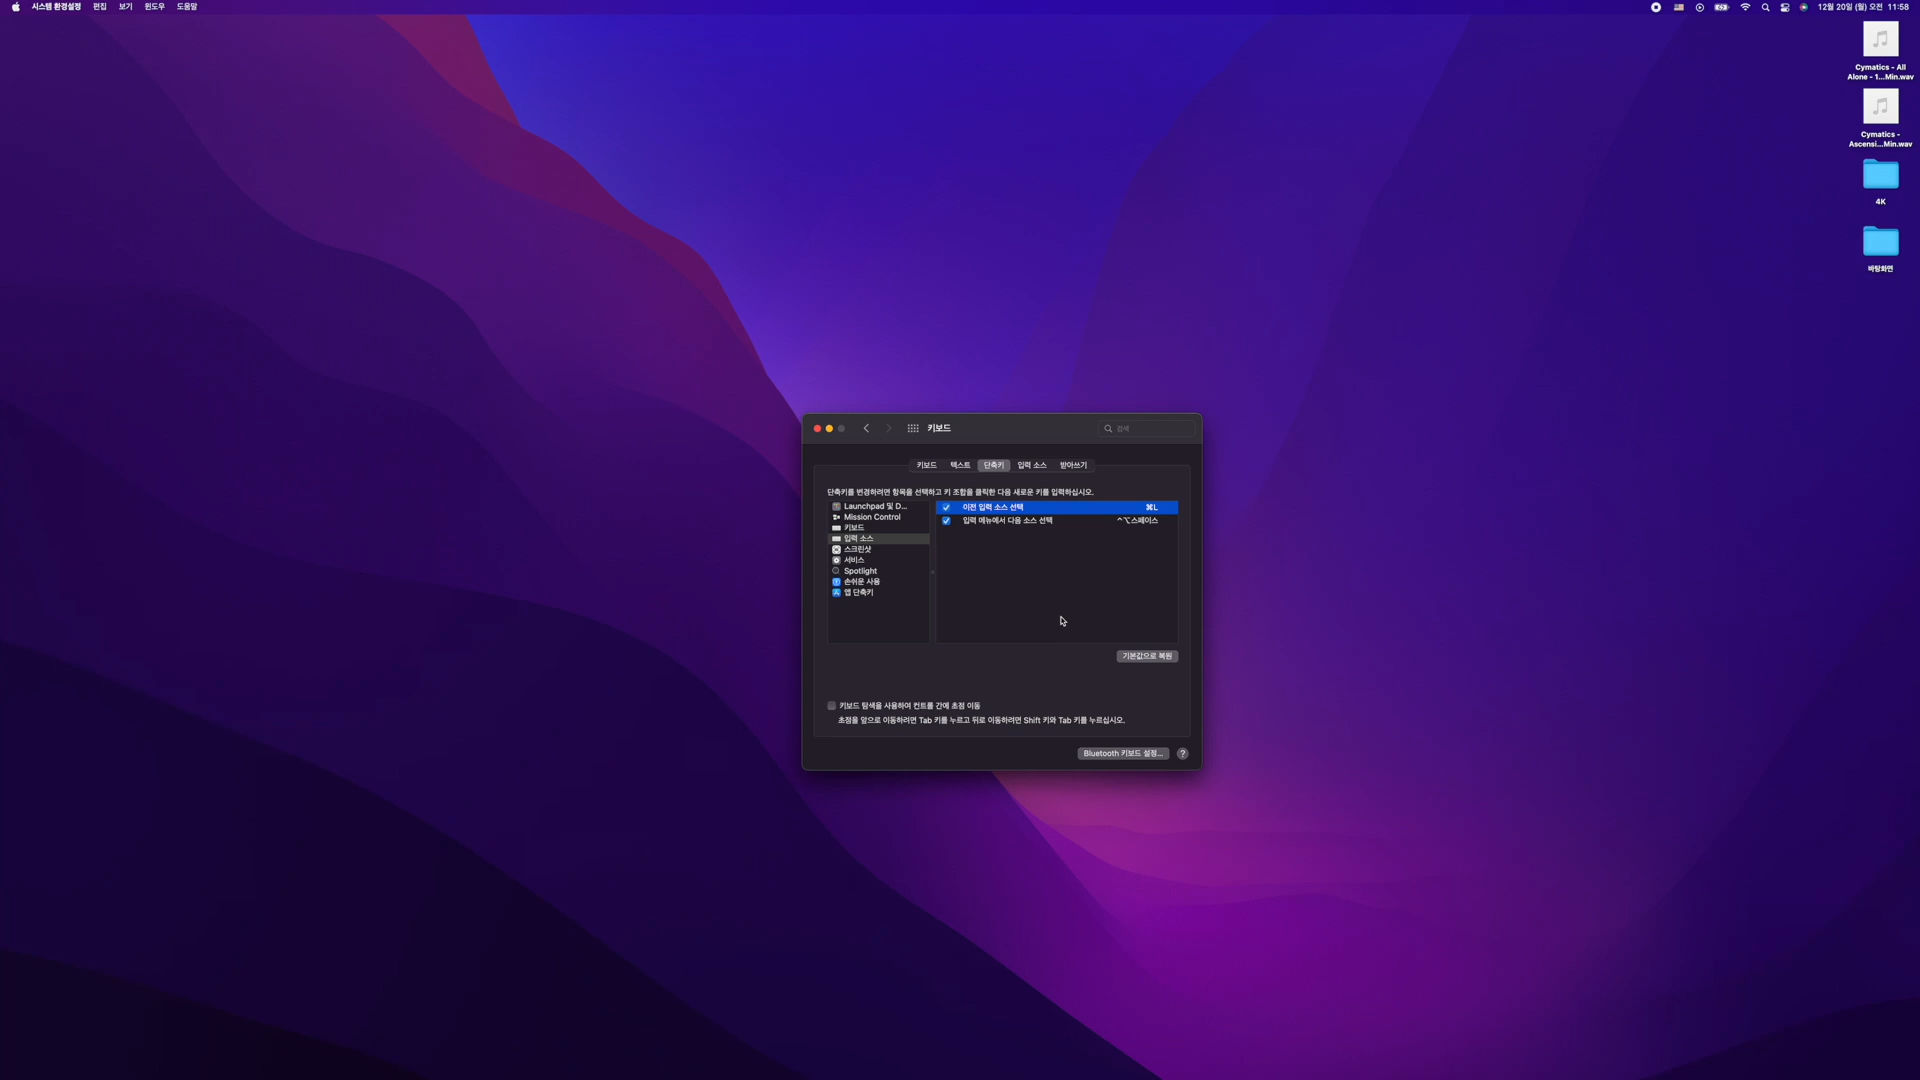 시스템 환경설정 편집 보기 윈도우 도움말
12월 20일 (월) 오전 11:58
Cymatics - All
Alone - 1...Min.wav
Cymatics -
Ascensi...Min.wav
4K
바탕화면
키보드
검색
키보드 텍스트 단축키 입력 소스 받아쓰기
단축키를 변경하려면 항목을 선택하고 키 조합을 클릭한 다음 새로운 키를 입력하십시오.
Launchpad 및 D...
Mission Control
키보드
입력 소스
스크린샷
서비스
Spotlight
손쉬운 사용
앱 단축키
이전 입력 소스 선택 ⌘L
입력 메뉴에서 다음 소스 선택 ^⌥스페이스
기본값으로 복원
키보드 탐색을 사용하여 컨트롤 간에 초점 이동
초점을 앞으로 이동하려면 Tab 키를 누르고 뒤로 이동하려면 Shift 키와 Tab 키를 누르십시오.
Bluetooth 키보드 설정... ?